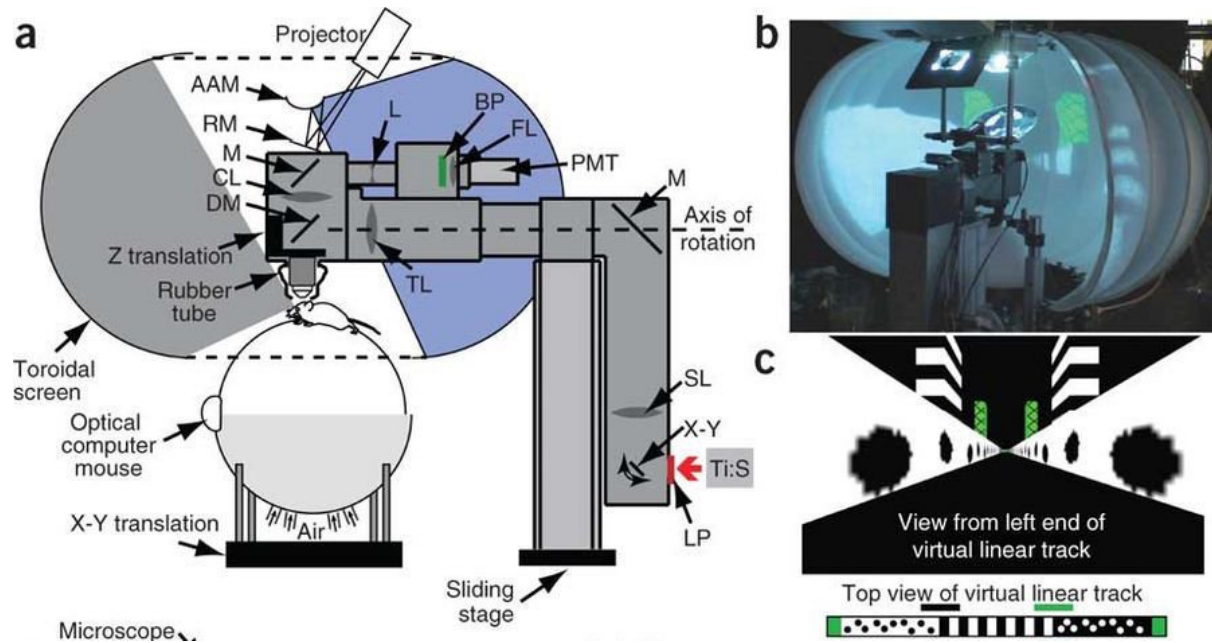 a
Projector
AAM
RM
M
CL
DM
Z translation
Rubber
tube
L
BP
FL
PMT
M
Axis of
rotation
TL
Toroidal
screen
Optical
computer
mouse
SL
X-Y
Ti:S
LP
X-Y translation
Air
Sliding
stage
Microscope
b
c
View from left end of
virtual linear track
Top view of virtual linear track